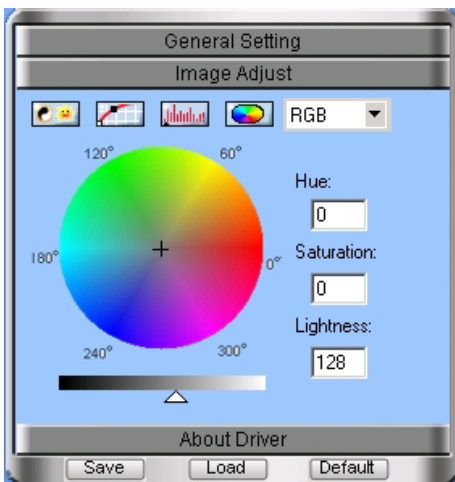 General Setting
Image Adjust
RGB
120°
60°
Hue:
0
180°
0°
Saturation:
0
Lightness:
240°
300°
128
About Driver
Save
Load
Default